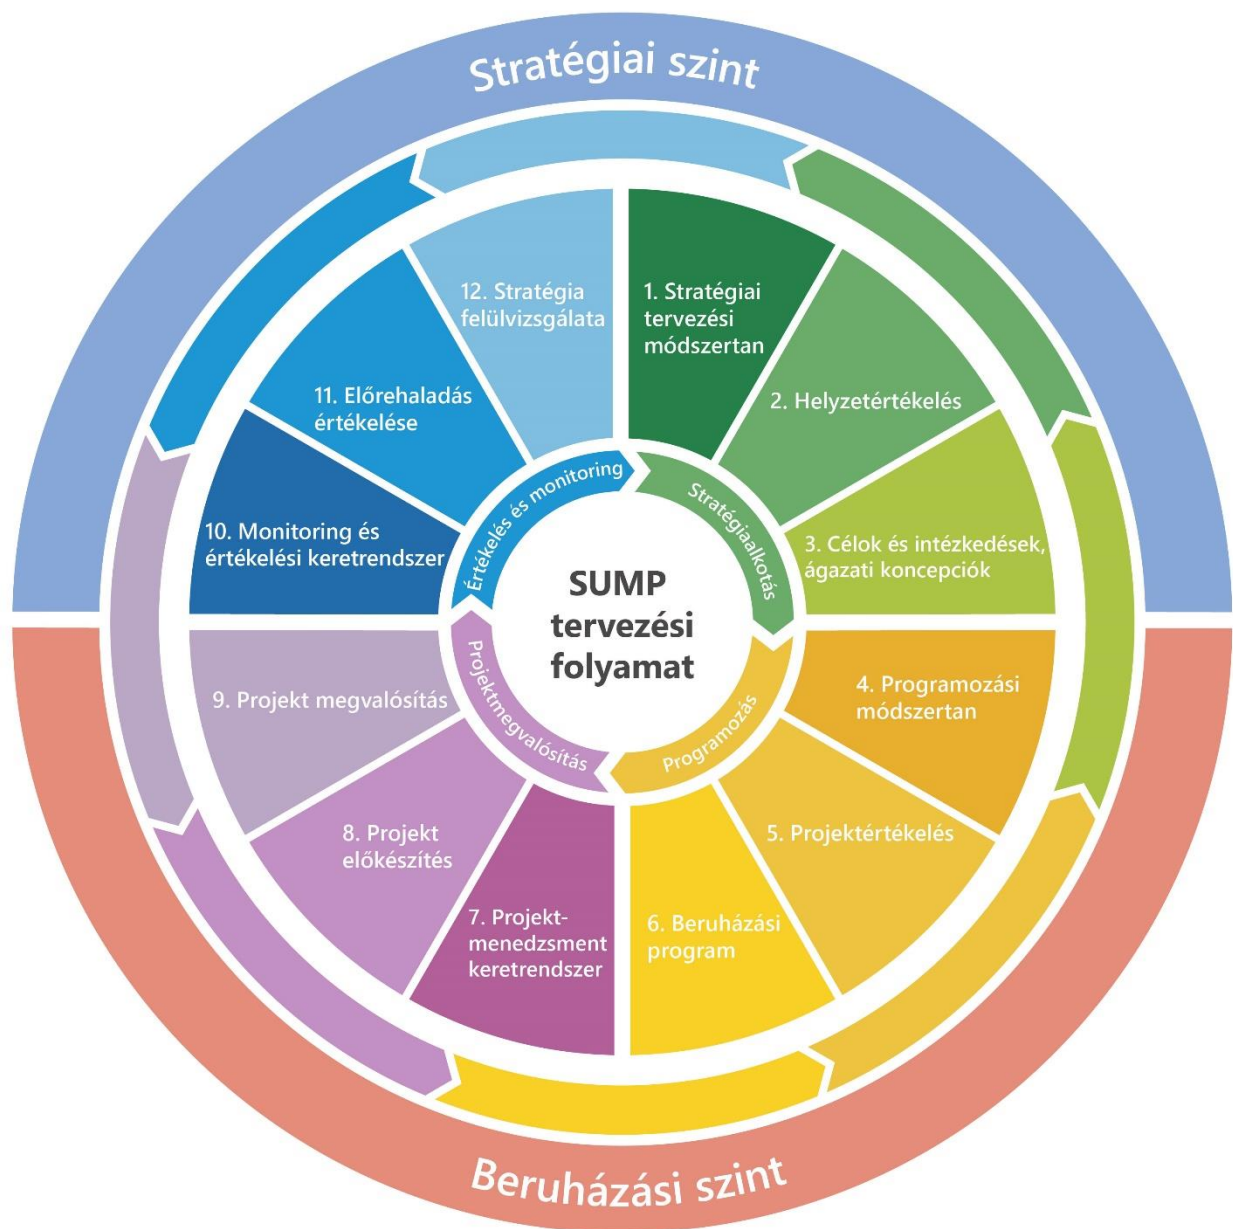 Stratégiai szint
12. Stratégia
felülvizsgálata
1. Stratégiai
tervezési
módszertan
11. Előrehaladás
értékelése
2. Helyzetértékelés
10. Monitoring és
értékelési keretrendszer
3. Célok és intézkedések,
ágazati koncepciók
Értékelés és monitoring
Stratégiaalkotás
SUMP
tervezési
folyamat
Projektmegvalósítás
Programozás
9. Projekt megvalósítás
4. Programozási
módszertan
8. Projekt
előkészítés
5. Projektértékelés
7. Projekt-
menedzsment
keretrendszer
6. Beruházási
program
Beruházási szint